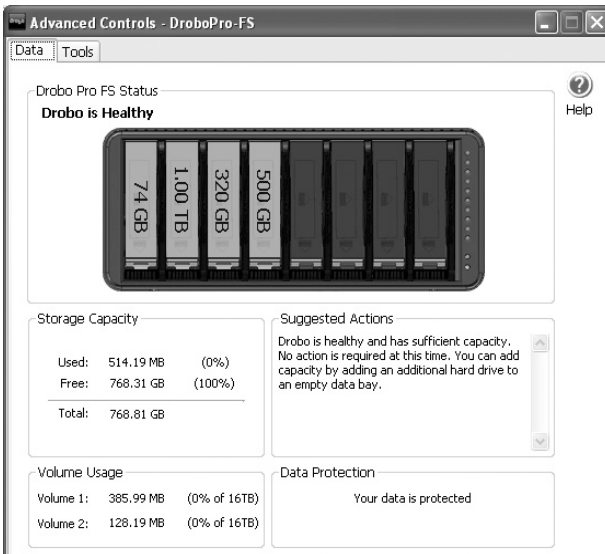 Advanced Controls - DroboPro-FS
Data Tools
Drobo Pro FS Status
Drobo is Healthy
Help
74 GB
1.00 TB
320 GB
500 GB
Storage Capacity
Used: 514.19 MB (0%)
Free: 768.31 GB (100%)
Total: 768.81 GB
Suggested Actions
Drobo is healthy and has sufficient capacity.
No action is required at this time. You can add
capacity by adding an additional hard drive to
an empty data bay.
Volume Usage
Volume 1: 385.99 MB (0% of 16TB)
Volume 2: 128.19 MB (0% of 16TB)
Data Protection
Your data is protected